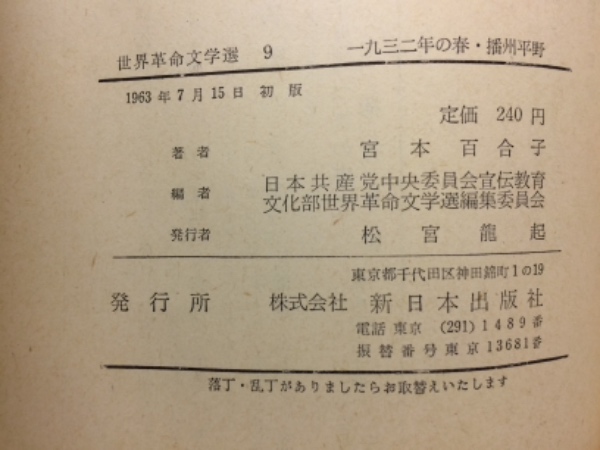 世界革命文学選 9 一九三二年の春・播州平野
1963年7月15日 初版
定価 240円
著者 宮本百合子
編者 日本共産党中央委員会宣伝教育
文化部世界革命文学選編集委員会
発行者 松宮龍起
東京都千代田区神田錦町1の19
発行所 株式会社 新日本出版社
電話 東京 (291) 1489番
振替番号東京13681番
落丁・乱丁がありましたらお取替えいたします